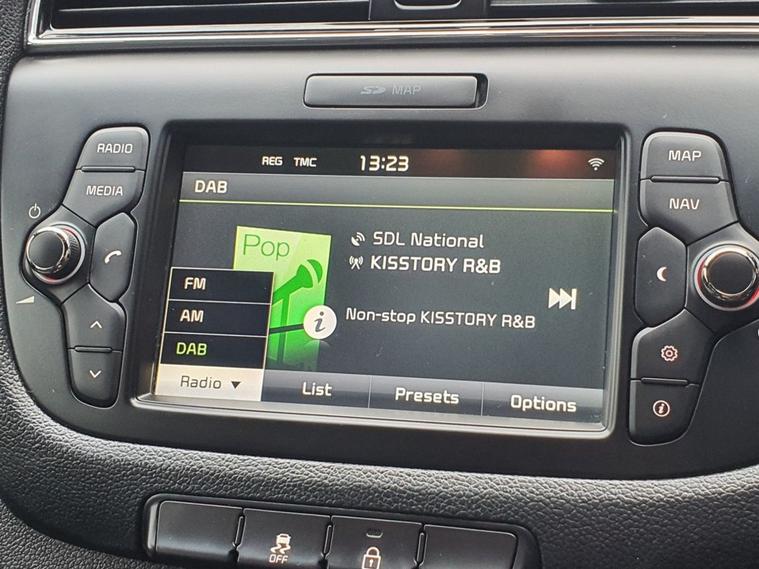 SD MAP
RADIO
MEDIA
REG TMC 13:23
DAB
Pop
SDL National
KISSTORY R&B
i
Non-stop KISSTORY R&B
FM
AM
DAB
Radio
List
Presets
Options
MAP
NAV
i
OFF